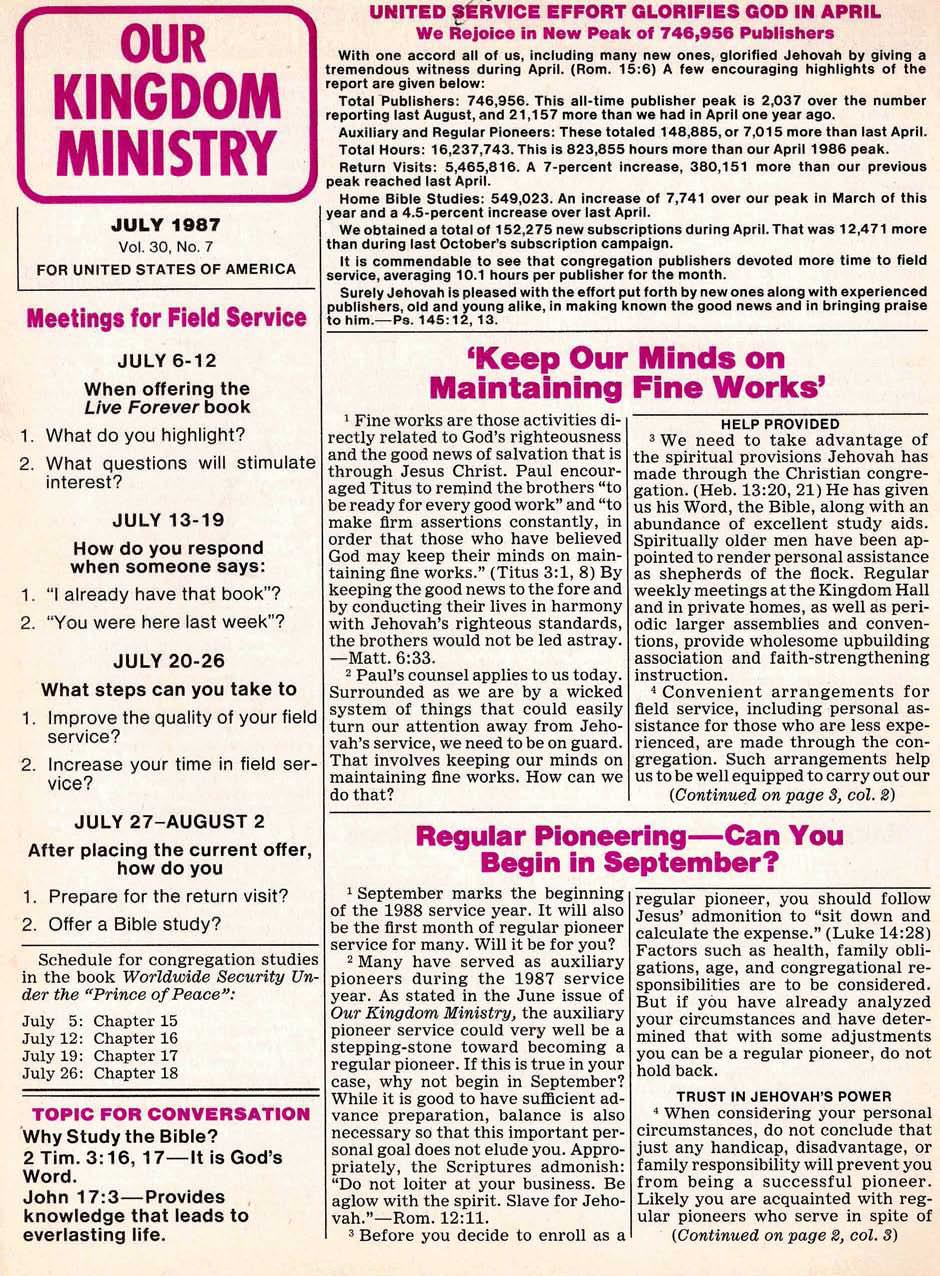 OUR
KINGDOM
MINISTRY
JULY 1987
Vol. 30, No. 7
FOR UNITED STATES OF AMERICA
Meetings for Field Service
JULY 6-12
When offering the
Live Forever book
1. What do you highlight?
2. What questions will stimulate
interest?
JULY 13-19
How do you respond
when someone says:
1. “I already have that book”?
2. “You were here last week”?
JULY 20-26
What steps can you take to
1. Improve the quality of your field
service?
2. Increase your time in field ser-
vice?
JULY 27–AUGUST 2
After placing the current offer,
how do you
1. Prepare for the return visit?
2. Offer a Bible study?
Schedule for congregation studies
in the book Worldwide Security Un-
der the “Prince of Peace”:
July 5: Chapter 15
July 12: Chapter 16
July 19: Chapter 17
July 26: Chapter 18
TOPIC FOR CONVERSATION
Why Study the Bible?
2 Tim. 3:16, 17—It is God's
Word.
John 17:3—Provides
knowledge that leads to
everlasting life.
UNITED SERVICE EFFORT GLORIFIES GOD IN APRIL
We Rejoice in New Peak of 746,956 Publishers
With one accord all of us, including many new ones, glorified Jehovah by giving a
tremendous witness during April. (Rom. 15:6) A few encouraging highlights of the
report are given below:
Total Publishers: 746,956. This all-time publisher peak is 2,037 over the number
reporting last August, and 21,157 more than we had in April one year ago.
Auxiliary and Regular Pioneers: These totaled 148,885, or 7,015 more than last April.
Total Hours: 16,237,743. This is 823,855 hours more than our April 1986 peak.
Return Visits: 5,465,816. A 7-percent increase, 380,151 more than our previous
peak reached last April.
Home Bible Studies: 549,023. An increase of 7,741 over our peak in March of this
year and a 4.5-percent increase over last April.
We obtained a total of 152,275 new subscriptions during April. That was 12,471 more
than during last October's subscription campaign.
It is commendable to see that congregation publishers devoted more time to field
service, averaging 10.1 hours per publisher for the month.
Surely Jehovah is pleased with the effort put forth by new ones along with experienced
publishers, old and young alike, in making known the good news and in bringing praise
to him.—Ps. 145:12, 13.
‘Keep Our Minds on
Maintaining Fine Works’
1 Fine works are those activities di-
rectly related to God's righteousness
and the good news of salvation that is
through Jesus Christ. Paul encour-
aged Titus to remind the brothers “to
be ready for every good work” and “to
make firm assertions constantly, in
order that those who have believed
God may keep their minds on main-
taining fine works.” (Titus 3:1, 8) By
keeping the good news to the fore and
by conducting their lives in harmony
with Jehovah's righteous standards,
the brothers would not be led astray.
—Matt. 6:33.
2 Paul's counsel applies to us today.
Surrounded as we are by a wicked
system of things that could easily
turn our attention away from Jeho-
vah's service, we need to be on guard.
That involves keeping our minds on
maintaining fine works. How can we
do that?
HELP PROVIDED
3 We need to take advantage of
the spiritual provisions Jehovah has
made through the Christian congre-
gation. (Heb. 13:20, 21) He has given
us his Word, the Bible, along with an
abundance of excellent study aids.
Spiritually older men have been ap-
pointed to render personal assistance
as shepherds of the flock. Regular
weekly meetings at the Kingdom Hall
and in private homes, as well as peri-
odic larger assemblies and conven-
tions, provide wholesome upbuilding
association and faith-strengthening
instruction.
4 Convenient arrangements for
field service, including personal as-
sistance for those who are less expe-
rienced, are made through the con-
gregation. Such arrangements help
us to be well equipped to carry out our
(Continued on page 3, col. 2)
Regular Pioneering—Can You
Begin in September?
1 September marks the beginning
of the 1988 service year. It will also
be the first month of regular pioneer
service for many. Will it be for you?
2 Many have served as auxiliary
pioneers during the 1987 service
year. As stated in the June issue of
Our Kingdom Ministry, the auxiliary
pioneer service could very well be a
stepping-stone toward becoming a
regular pioneer. If this is true in your
case, why not begin in September?
While it is good to have sufficient ad-
vance preparation, balance is also
necessary so that this important per-
sonal goal does not elude you. Appro-
priately, the Scriptures admonish:
“Do not loiter at your business. Be
aglow with the spirit. Slave for Jeho-
vah.”—Rom. 12:11.
3 Before you decide to enroll as a
regular pioneer, you should follow
Jesus' admonition to “sit down and
calculate the expense.” (Luke 14:28)
Factors such as health, family obli-
gations, age, and congregational re-
sponsibilities are to be considered.
But if you have already analyzed
your circumstances and have deter-
mined that with some adjustments
you can be a regular pioneer, do not
hold back.
TRUST IN JEHOVAH'S POWER
4 When considering your personal
circumstances, do not conclude that
just any handicap, disadvantage, or
family responsibility will prevent you
from being a successful pioneer.
Likely you are acquainted with reg-
ular pioneers who serve in spite of
(Continued on page 2, col. 3)